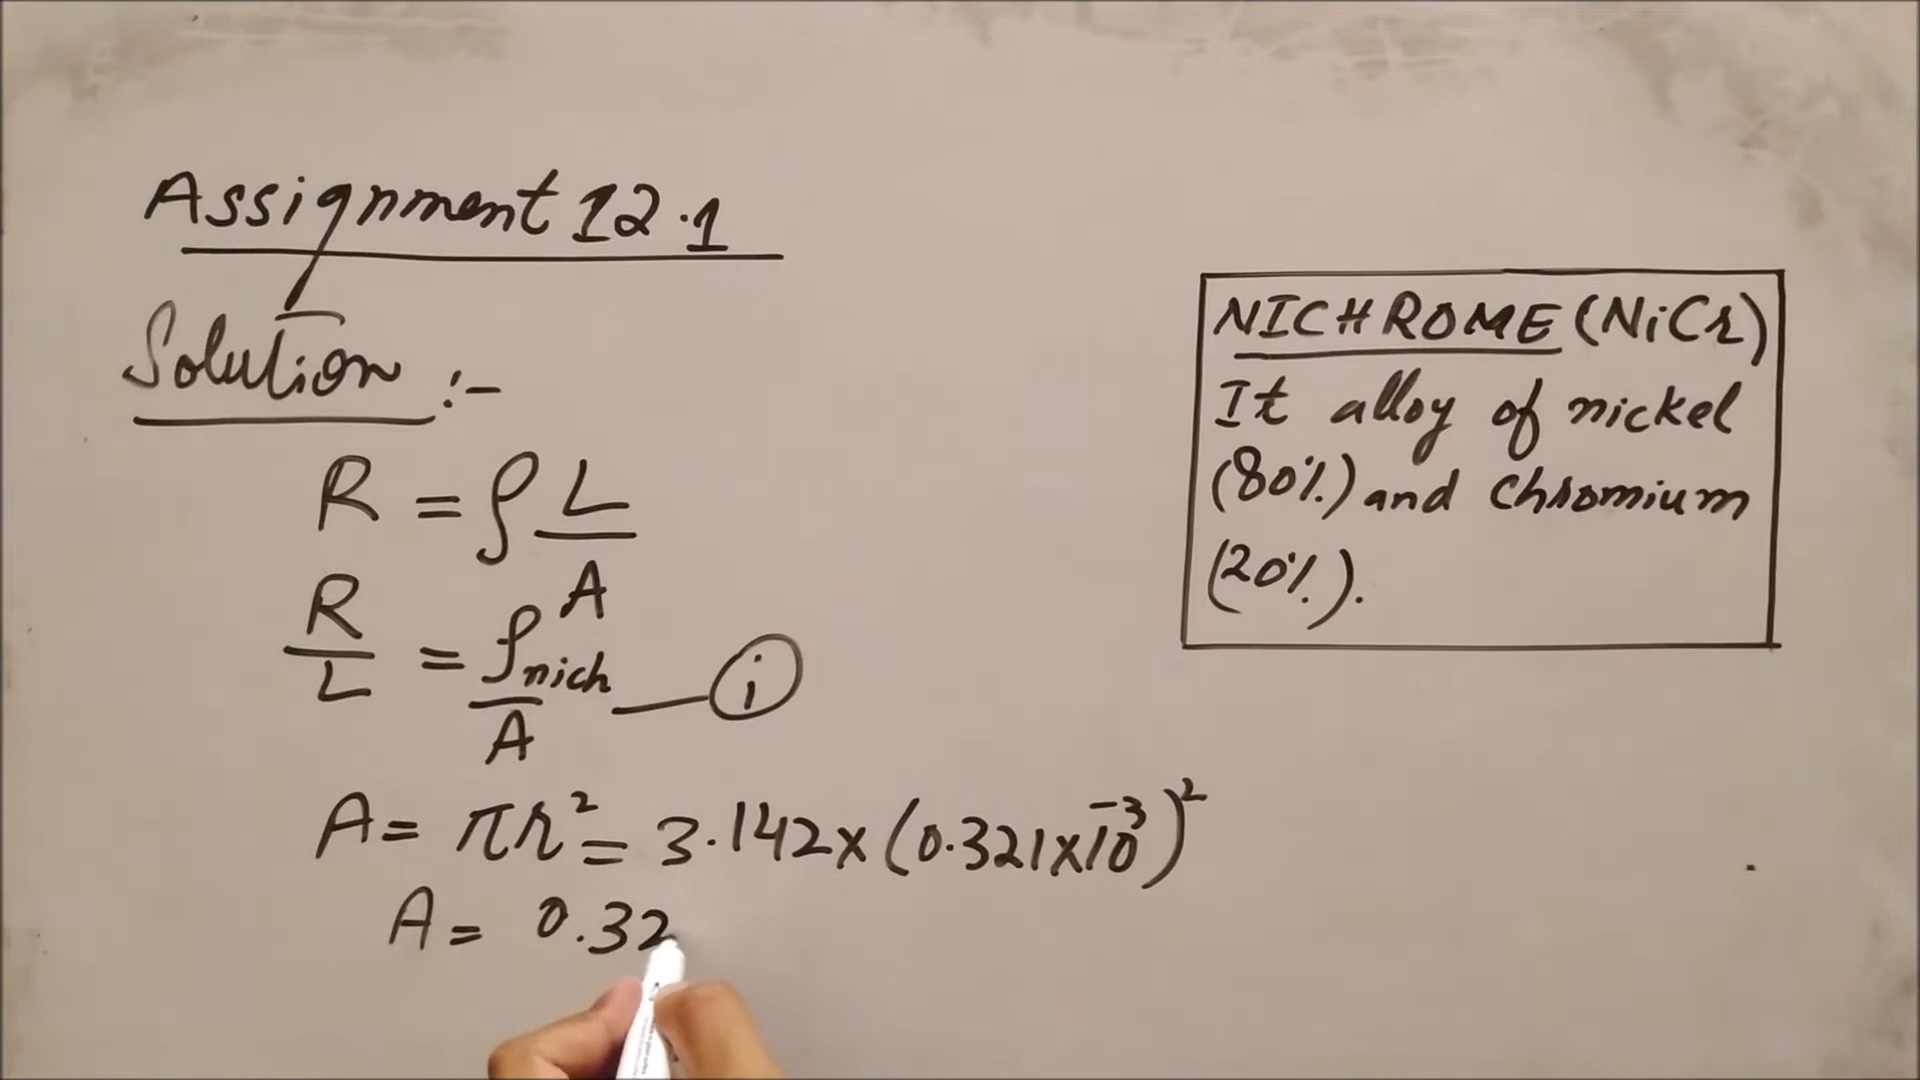 Assignment 12.1
Solution :-
R = ρ L/A
R/L = ρnich/A — (i)
A = πr² = 3.142 x (0.321 x 10⁻³)²
A = 0.32
NICHROME (NiCr)
It alloy of nickel
(80%) and chromium
(20%).